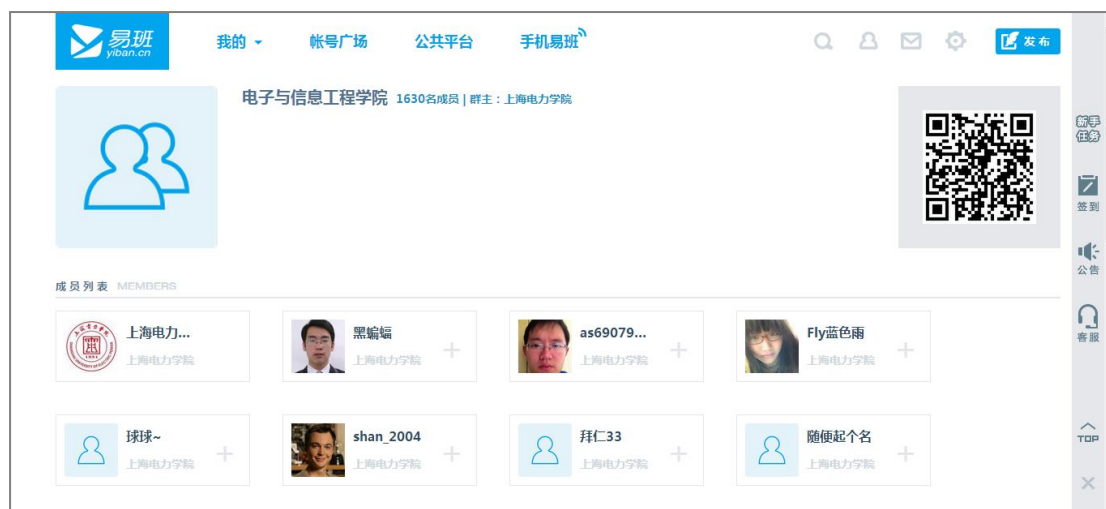 易班
yiban.cn
我的 帐号广场 公共平台 手机易班 发布
电子与信息工程学院 1630名成员 | 群主:上海电力学院
新手
任务
签到
公告
客服
TOP
成员列表 MEMBERS
上海电力...
上海电力学院
黑蝙蝠
上海电力学院
as69079...
上海电力学院
Fly蓝色雨
上海电力学院
球球~
上海电力学院
shan_2004
上海电力学院
拜仁33
上海电力学院
随便起个名
上海电力学院